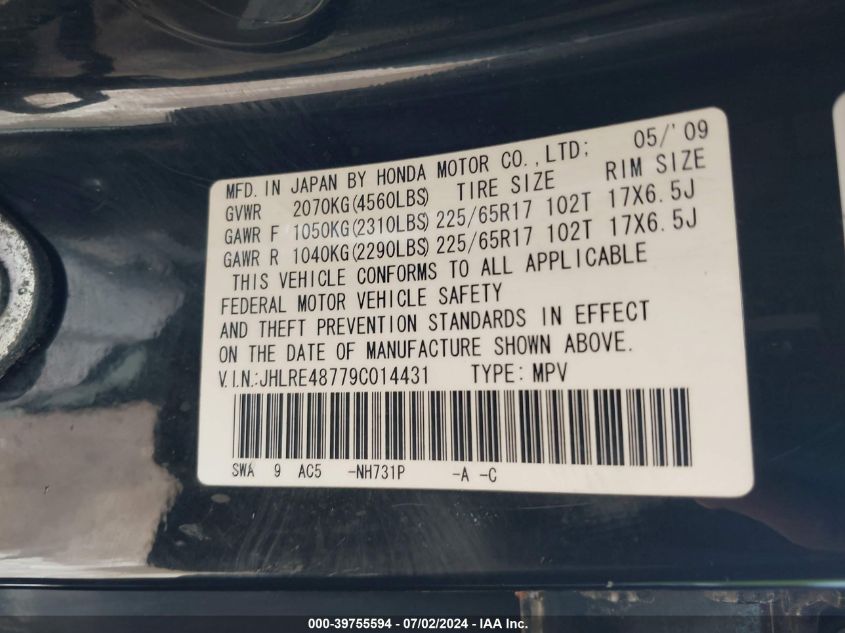 MFD. IN JAPAN BY HONDA MOTOR CO., LTD; 05/'09
GVWR 2070KG(4560LBS) TIRE SIZE RIM SIZE
GAWR F 1050KG(2310LBS) 225/65R17 102T 17X6.5J
GAWR R 1040KG(2290LBS) 225/65R17 102T 17X6.5J
THIS VEHICLE CONFORMS TO ALL APPLICABLE
FEDERAL MOTOR VEHICLE SAFETY
AND THEFT PREVENTION STANDARDS IN EFFECT
ON THE DATE OF MANUFACTURE SHOWN ABOVE.
V.I.N.:JHLRE48779C014431 TYPE: MPV
SWA 9 AC5 -NH731P -A -C
000-39755594 - 07/02/2024 - IAA Inc.